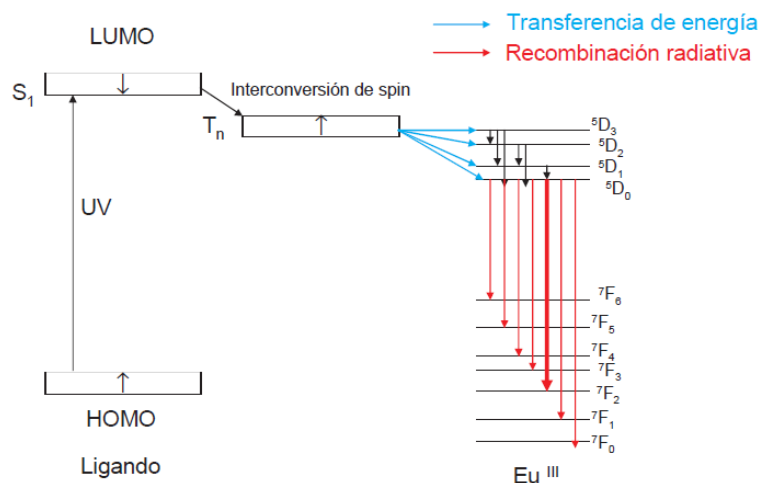 Transferencia de energía
Recombinación radiativa
LUMO
S1
Interconversión de spin
Tn
UV
HOMO
Ligando
⁵D₃
⁵D₂
⁵D₁
⁵D₀
⁷F₆
⁷F₅
⁷F₄
⁷F₃
⁷F₂
⁷F₁
⁷F₀
Eu III